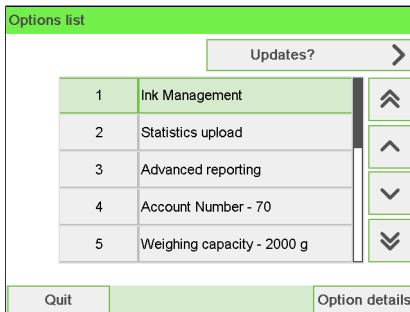 Options list
Updates?
1 Ink Management
2 Statistics upload
3 Advanced reporting
4 Account Number - 70
5 Weighing capacity - 2000 g
Quit Option details